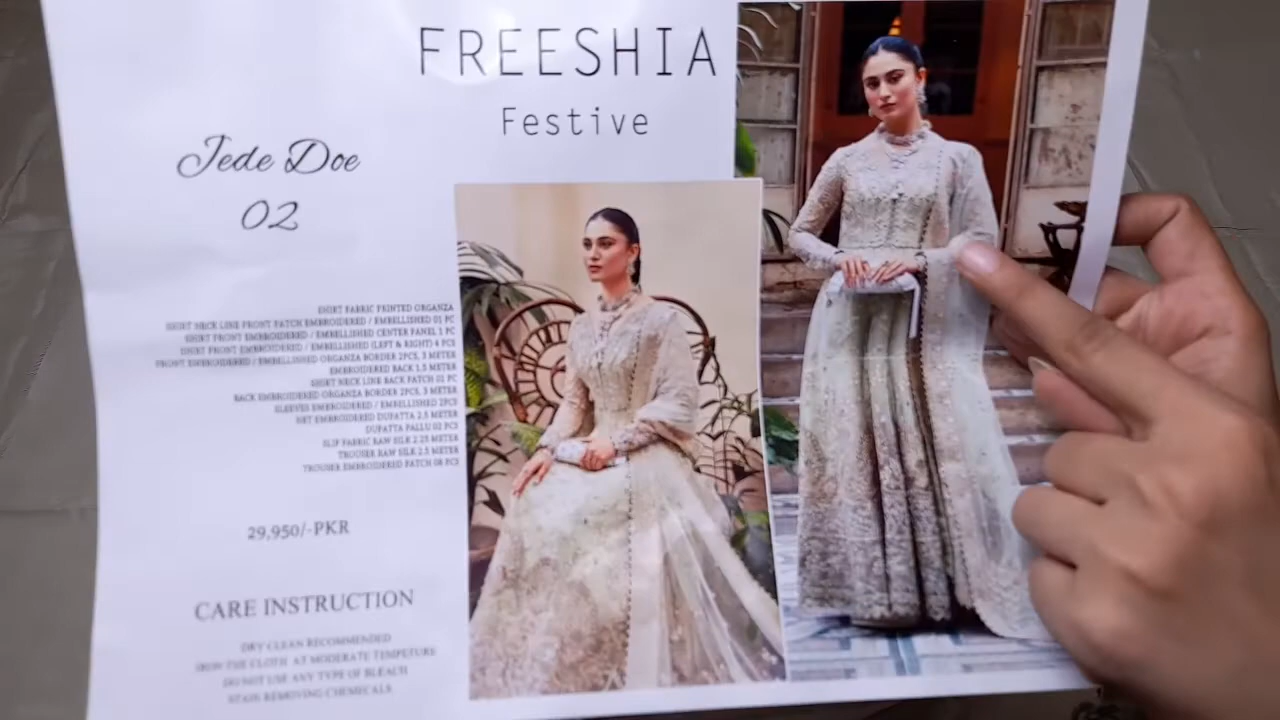 FREESHIA
Festive
Jede Doe
02
SHIRT FABRIC PRINTED ORGANZA
SHIRT NECK LINE FRONT PATCH EMBROIDERED / EMBELLISHED 01 PC
SHIRT FRONT EMBROIDERED / EMBELLISHED CENTER PANEL 1 PC
SHIRT FRONT EMBROIDERED / EMBELLISHED (LEFT & RIGHT) 4 PCS
FRONT EMBROIDERED / EMBELLISHED ORGANZA BORDER 2PCS, 3 METER
EMBROIDERED BACK 1.5 METER
SHIRT NECK LINE BACK PATCH 01 PC
BACK EMBROIDERED ORGANZA BORDER 2PCS, 3 METER
SLEEVES EMBROIDERED / EMBELLISHED 2PCS
NET EMBROIDERED DUPATTA 2.5 METER
DUPATTA PALLU 02 PCS
SLIP FABRIC RAW SILK 2.25 METER
TROUSER RAW SILK 2.5 METER
TROUSER EMBROIDERED PATCH 08 PCS
29,950/-PKR
CARE INSTRUCTION
DRY CLEAN RECOMMENDED
IRON THE CLOTH AT MODERATE TEMPETURE
DO NOT USE ANY TYPE OF BLEACH
STAIN REMOVING CHEMICALS